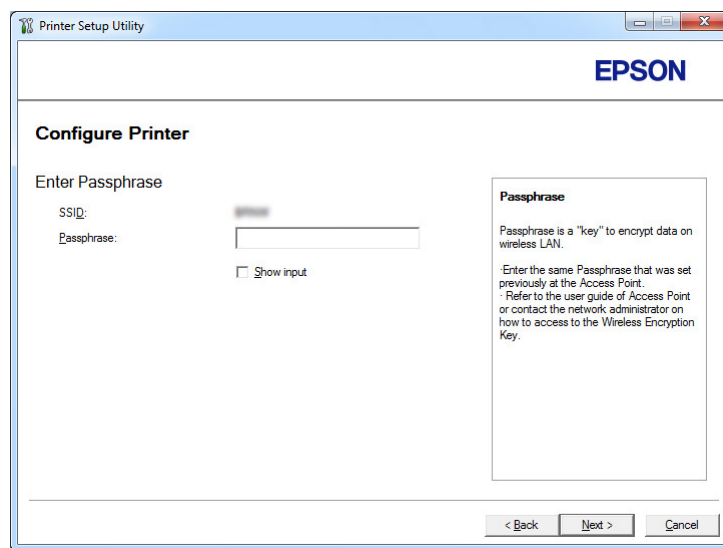 Printer Setup Utility
EPSON
Configure Printer
Enter Passphrase
SSID:
Passphrase:
Show input
Passphrase
Passphrase is a "key" to encrypt data on
wireless LAN.
·Enter the same Passphrase that was set
previously at the Access Point.
· Refer to the user guide of Access Point
or contact the network administrator on
how to access to the Wireless Encryption
Key.
< Back
Next >
Cancel